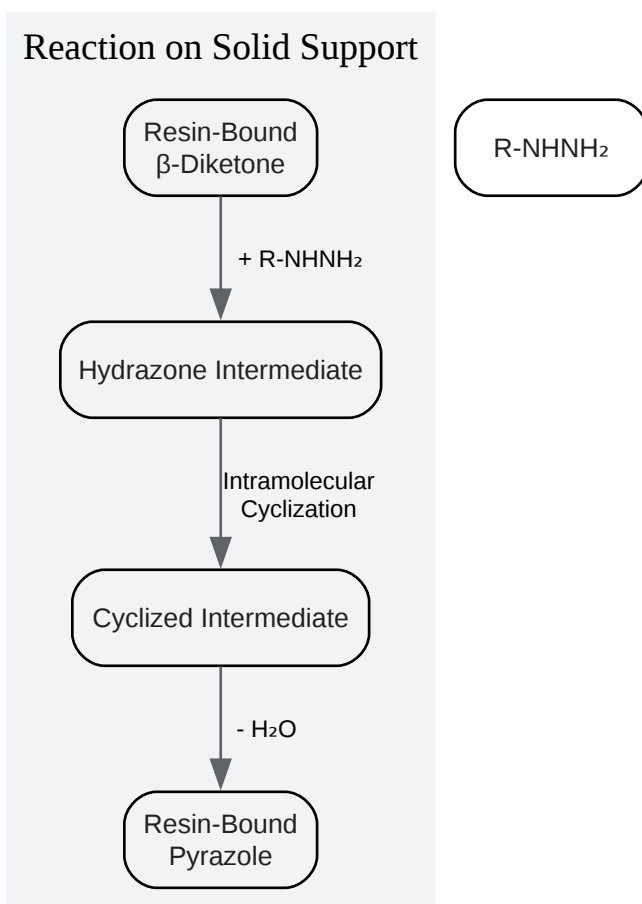 Reaction on Solid Support
Resin-Bound
β-Diketone
R-NHNH₂
+ R-NHNH₂
Hydrazone Intermediate
Intramolecular
Cyclization
Cyclized Intermediate
- H₂O
Resin-Bound
Pyrazole